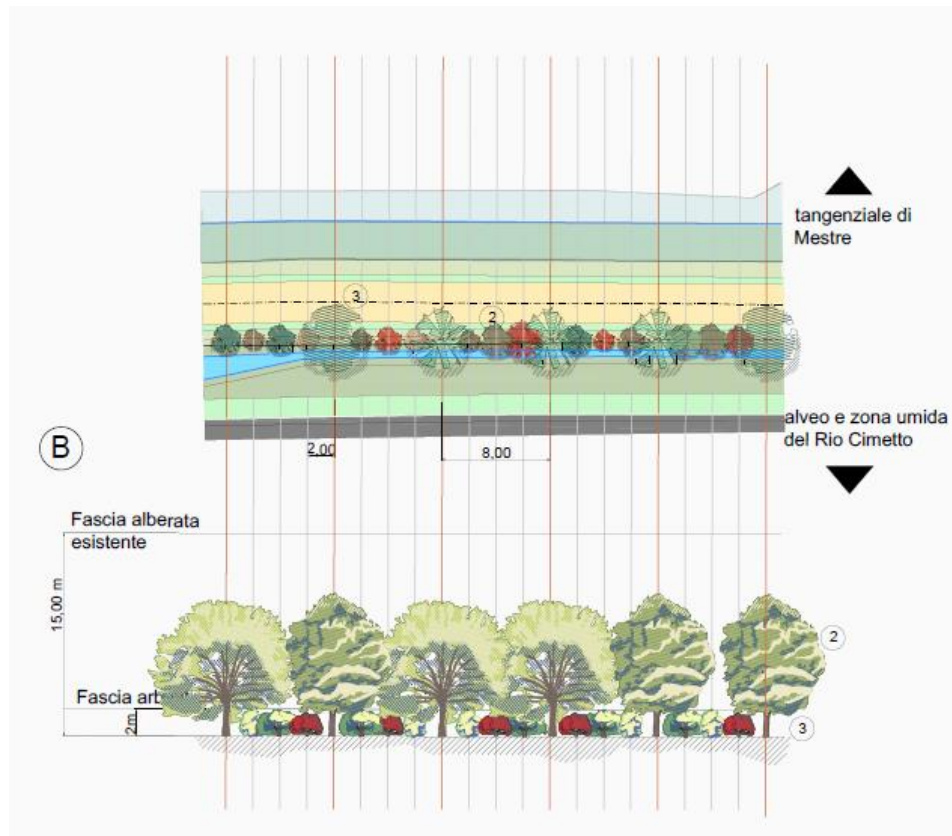 3
tangenziale di
Mestre
2
alveo e zona umida
del Rio Cimetto
B
2,00
8,00
Fascia alberata
esistente
15,00 m
2
Fascia arb
2m
3